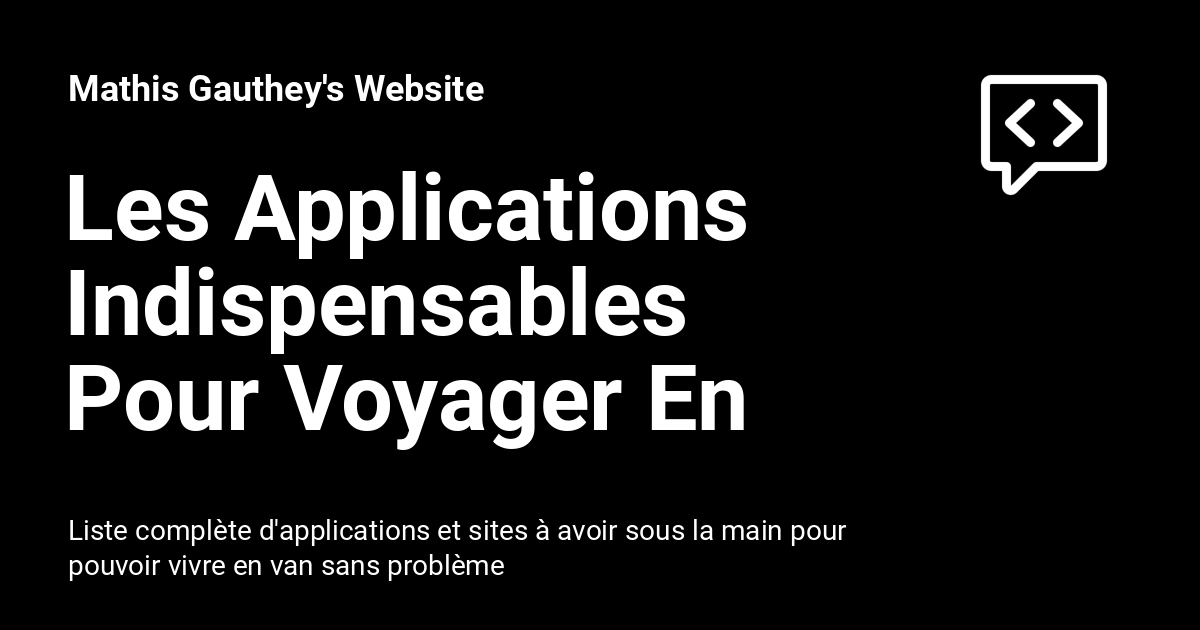 Mathis Gauthey's Website
Les Applications
Indispensables
Pour Voyager En
Liste complète d'applications et sites à avoir sous la main pour
pouvoir vivre en van sans problème